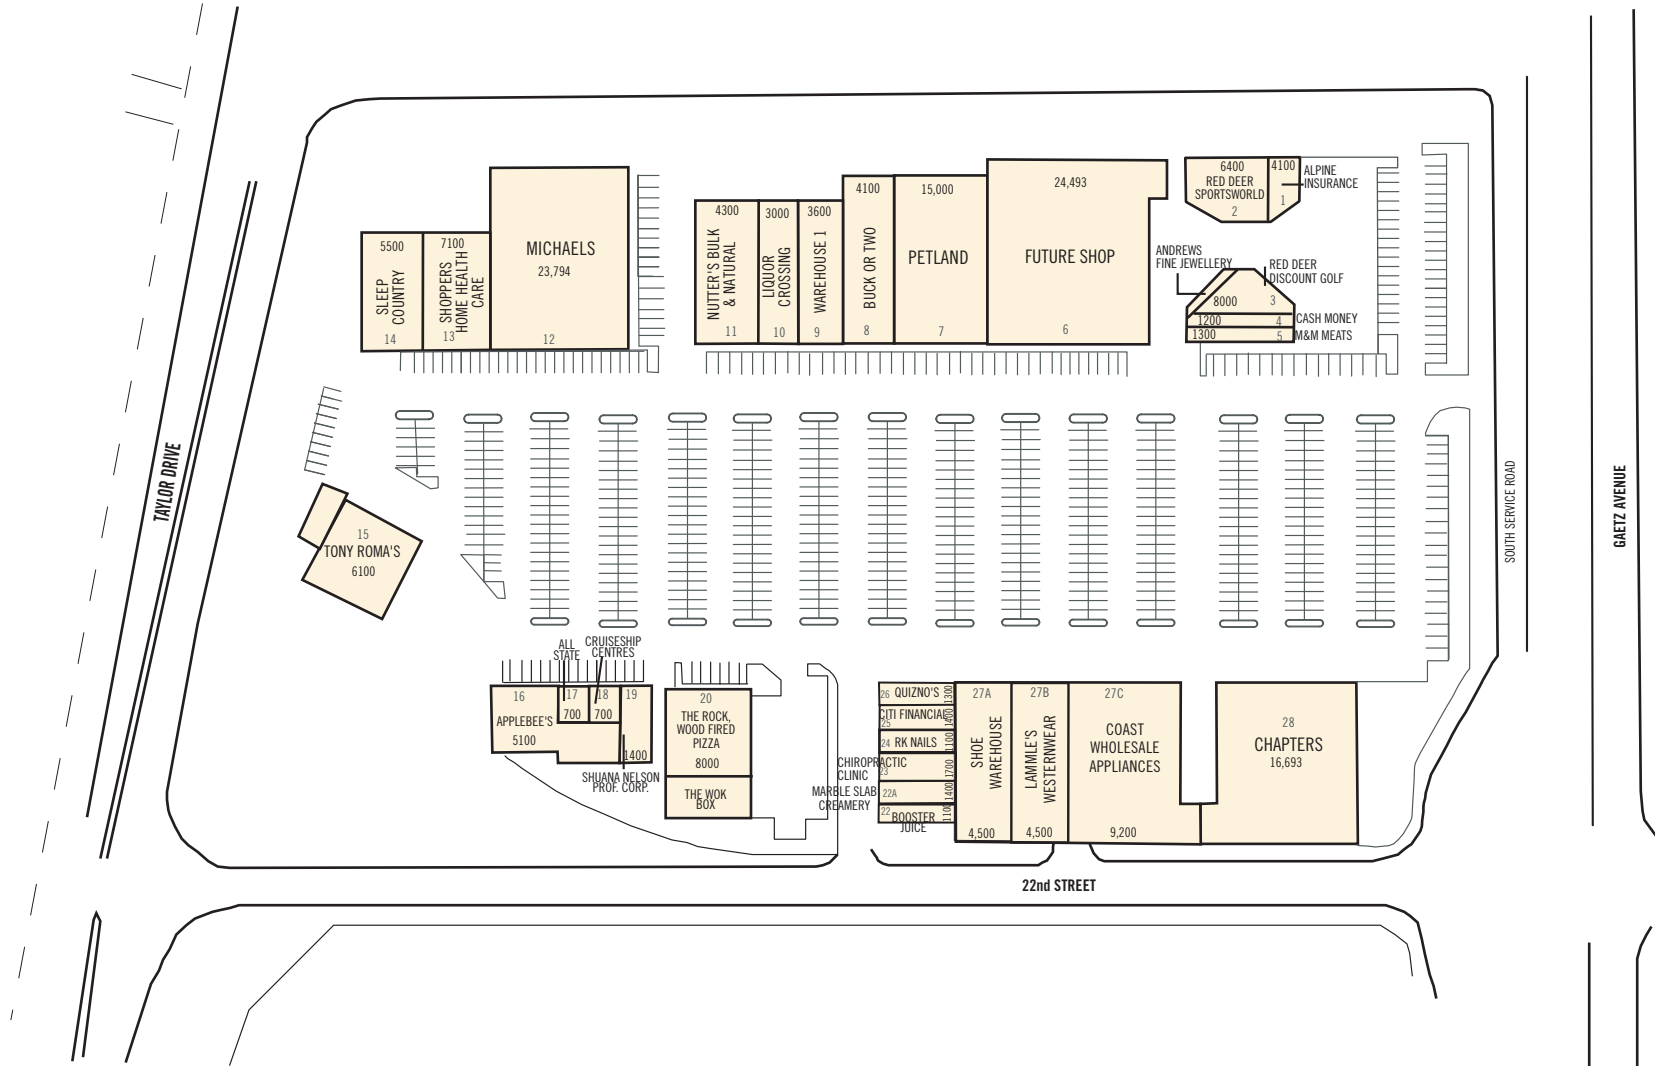 TAYLOR DRIVE
5500
SLEEP
COUNTRY
14
7100
SHOPPERS
HOME HEALTH
CARE
13
MICHAELS
23,794
12
4300
NUTTER'S BULK
& NATURAL
11
3000
LIQUOR
CROSSING
10
3600
WAREHOUSE 1
9
4100
BUCK OR TWO
8
15,000
PETLAND
7
24,493
FUTURE SHOP
6
6400
RED DEER
SPORTSWORLD
2
4100
1
ALPINE
INSURANCE
ANDREWS
FINE JEWELLERY
RED DEER
DISCOUNT GOLF
8000
3
1200
4
CASH MONEY
1300
5
M&M MEATS
15
TONY ROMA'S
6100
SOUTH SERVICE ROAD
GAETZ AVENUE
ALL
STATE
CRUISESHIP
CENTRES
16
APPLEBEE'S
5100
17
700
18
700
19
1400
SHUANA NELSON
PROF. CORP.
20
THE ROCK,
WOOD FIRED
PIZZA
8000
THE WOK
BOX
26
QUIZNO'S
1300
CITI FINANCIAL
25
1400
24
RK NAILS
1100
CHIROPRACTIC
CLINIC
23
1700
MARBLE SLAB
CREAMERY
22A
1400
22
BOOSTER
JUICE
1100
27A
SHOE
WAREHOUSE
4,500
27B
LAMMLE'S
WESTERNWEAR
4,500
27C
COAST
WHOLESALE
APPLIANCES
9,200
28
CHAPTERS
16,693
22nd STREET